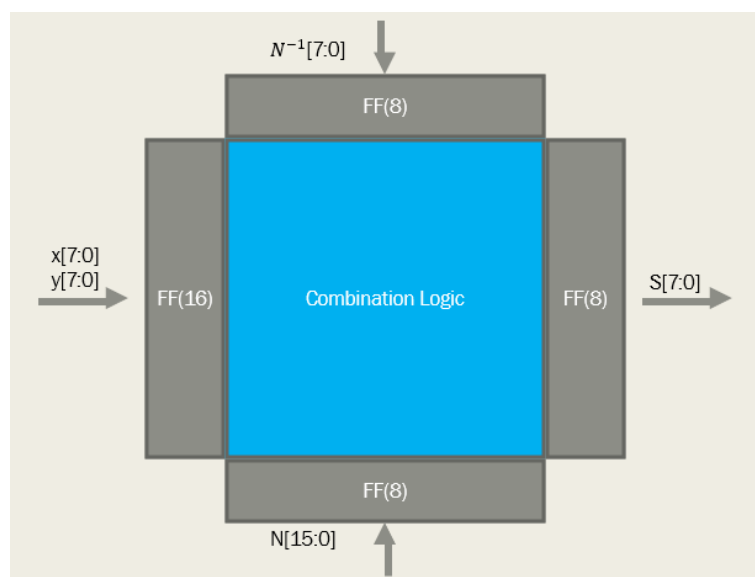 N⁻¹[7:0]
FF(8)
x[7:0]
y[7:0]
FF(16)
Combination Logic
FF(8)
S[7:0]
FF(8)
N[15:0]